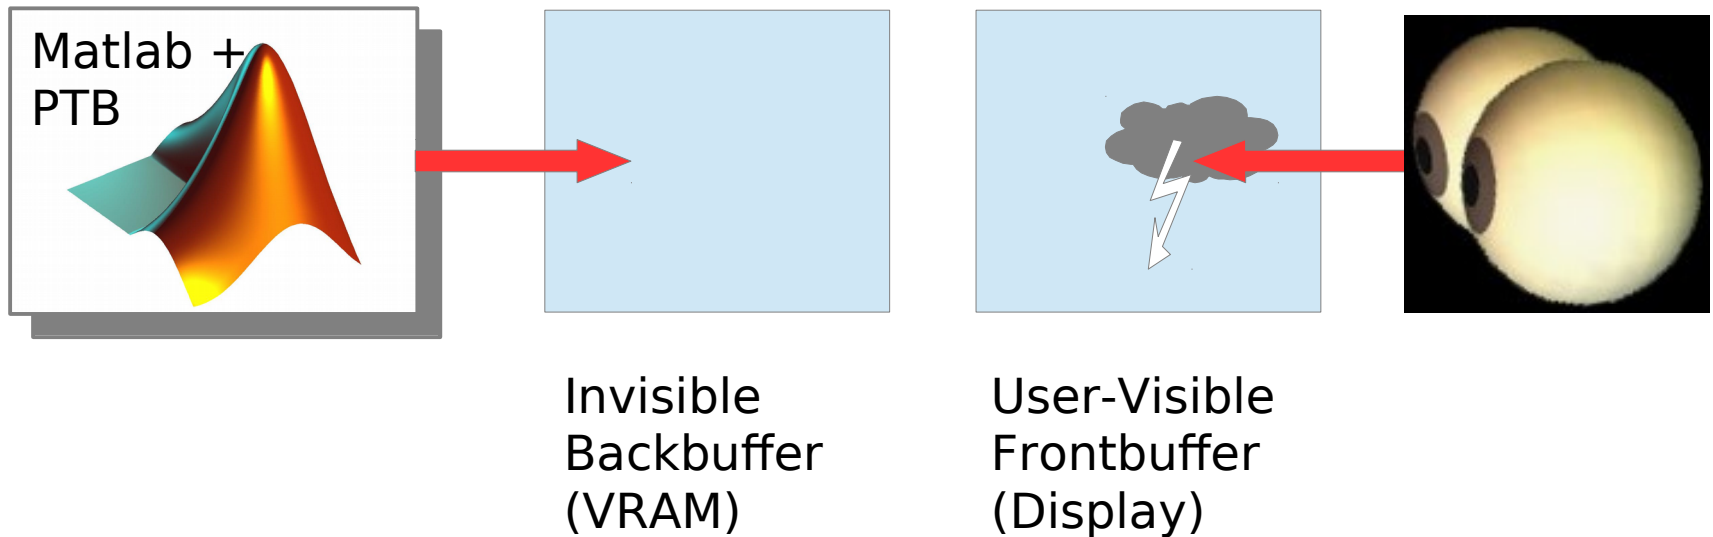 Matlab +
PTB
Invisible
Backbuffer
(VRAM)
User-Visible
Frontbuffer
(Display)